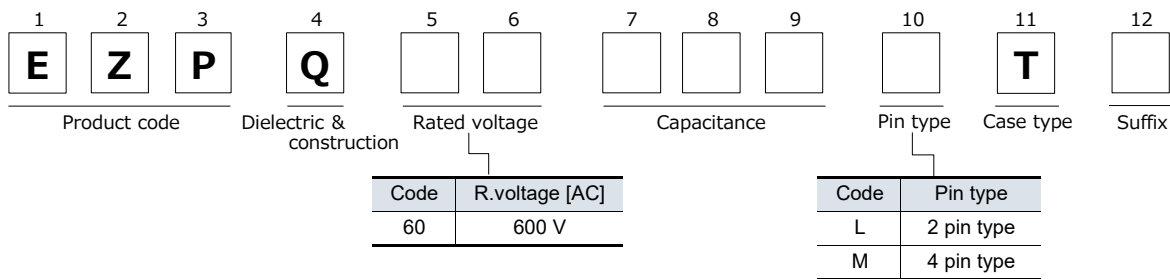 1 2 3 4 5 6 7 8 9 10 11 12
E Z P Q T
Product code Dielectric & construction Rated voltage Capacitance Pin type Case type Suffix
Code R.voltage [AC]
60 600 V
Code Pin type
L 2 pin type
M 4 pin type